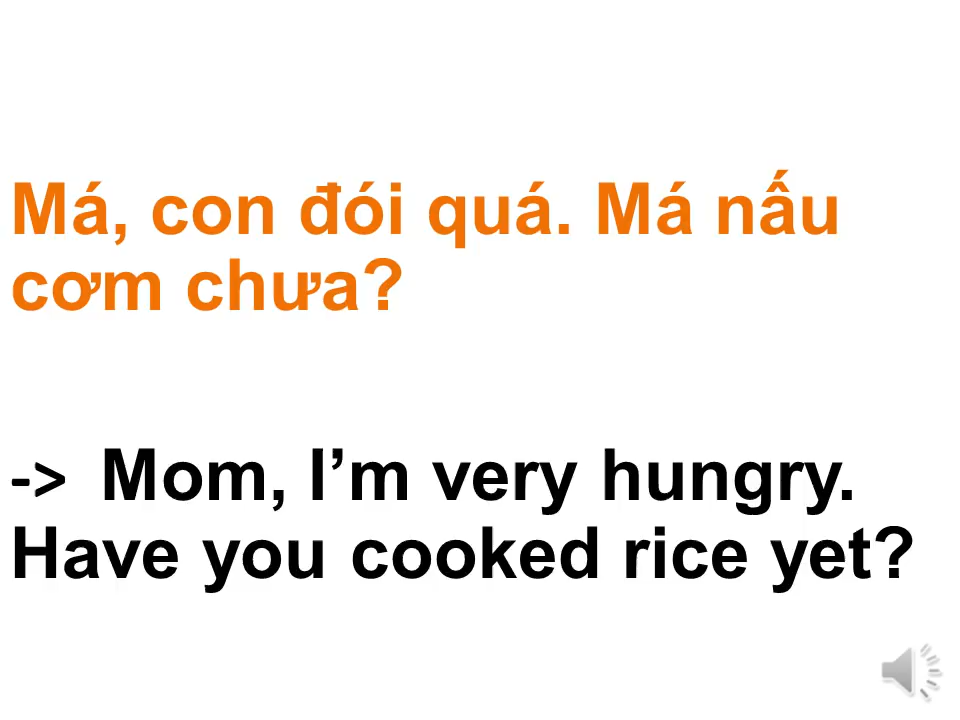 Má, con đói quá. Má nấu
cơm chưa?
-> Mom, I’m very hungry.
Have you cooked rice yet?